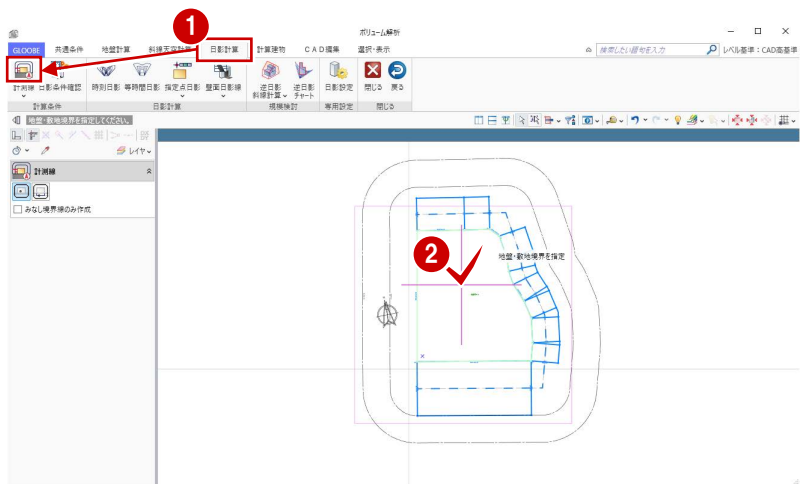 1
ボリューム解析
GLOOBE 共通条件 地盤計算 斜線天空計算 日影計算 計算建物 CAD編集 選択・表示 検索したい語句を入力 レベル基準：CAD高基準
計測線 日影条件確認 時刻日影 等時間日影 指定点日影 壁面日影線 逆日影斜線計算 逆日影チャート 日影設定 閉じる 戻る
計算条件 日影計算 規模検討 専用設定 閉じる
地盤・敷地境界を指定してください。
レイヤ
計測線
みなし境界線のみ作成
2
地盤・敷地境界を指定